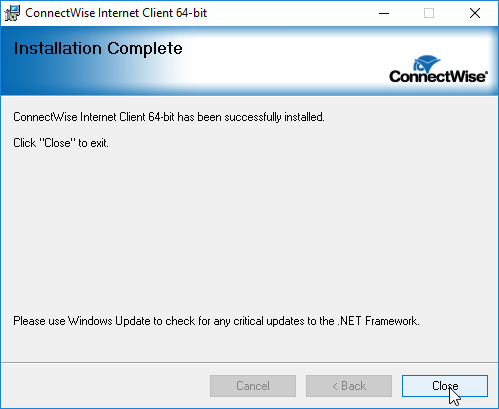 ConnectWise Internet Client 64-bit
Installation Complete
ConnectWise®
ConnectWise Internet Client 64-bit has been successfully installed.
Click "Close" to exit.
Please use Windows Update to check for any critical updates to the .NET Framework.
Cancel
< Back
Close